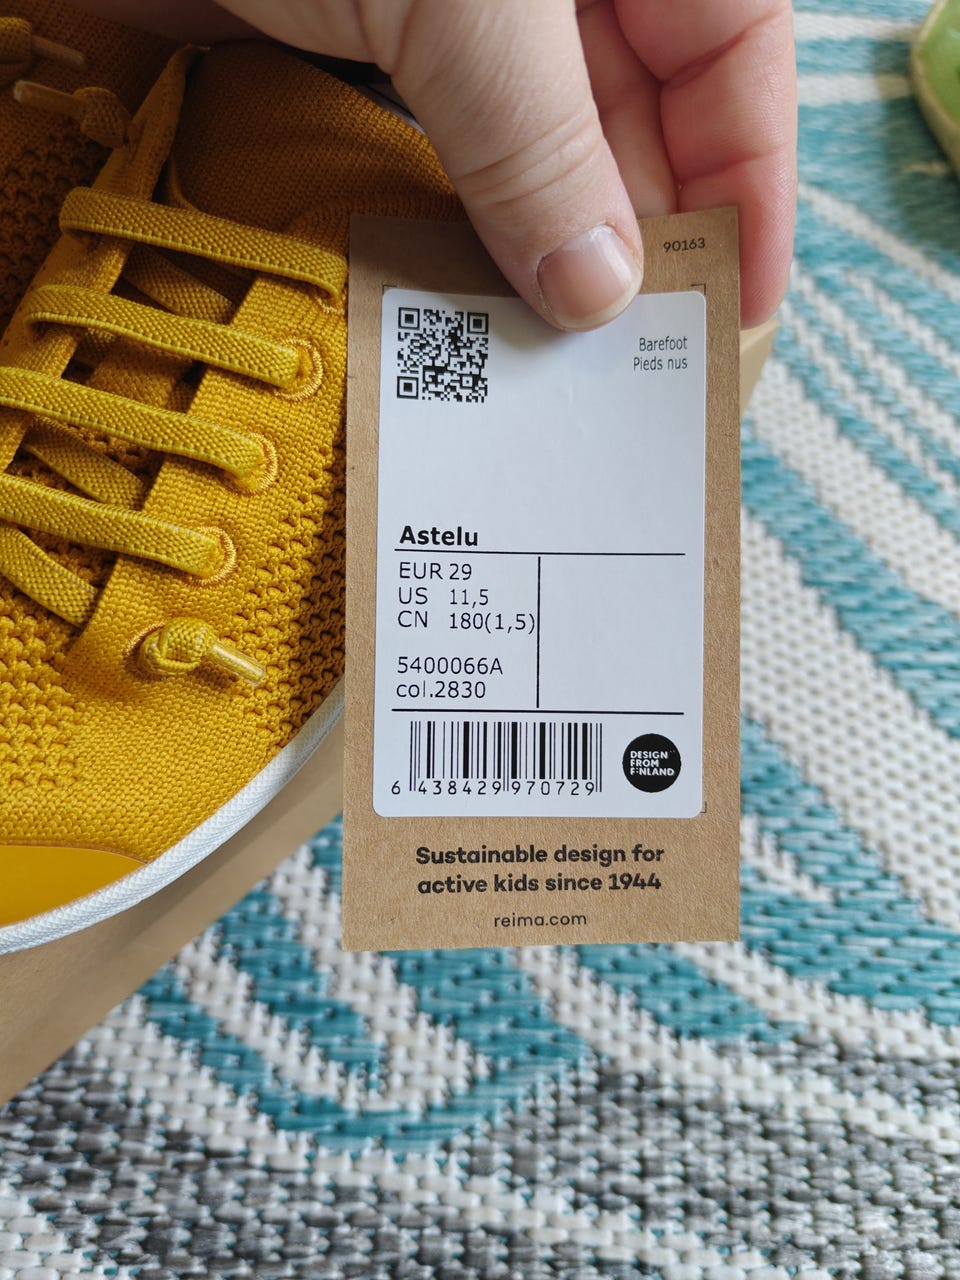 90163
Barefoot
Pieds nus
Astelu
EUR 29
US 11,5
CN 180(1,5)
5400066A
col.2830
6 438429 970729
DESIGN
FROM
FINLAND
Sustainable design for
active kids since 1944
reima.com